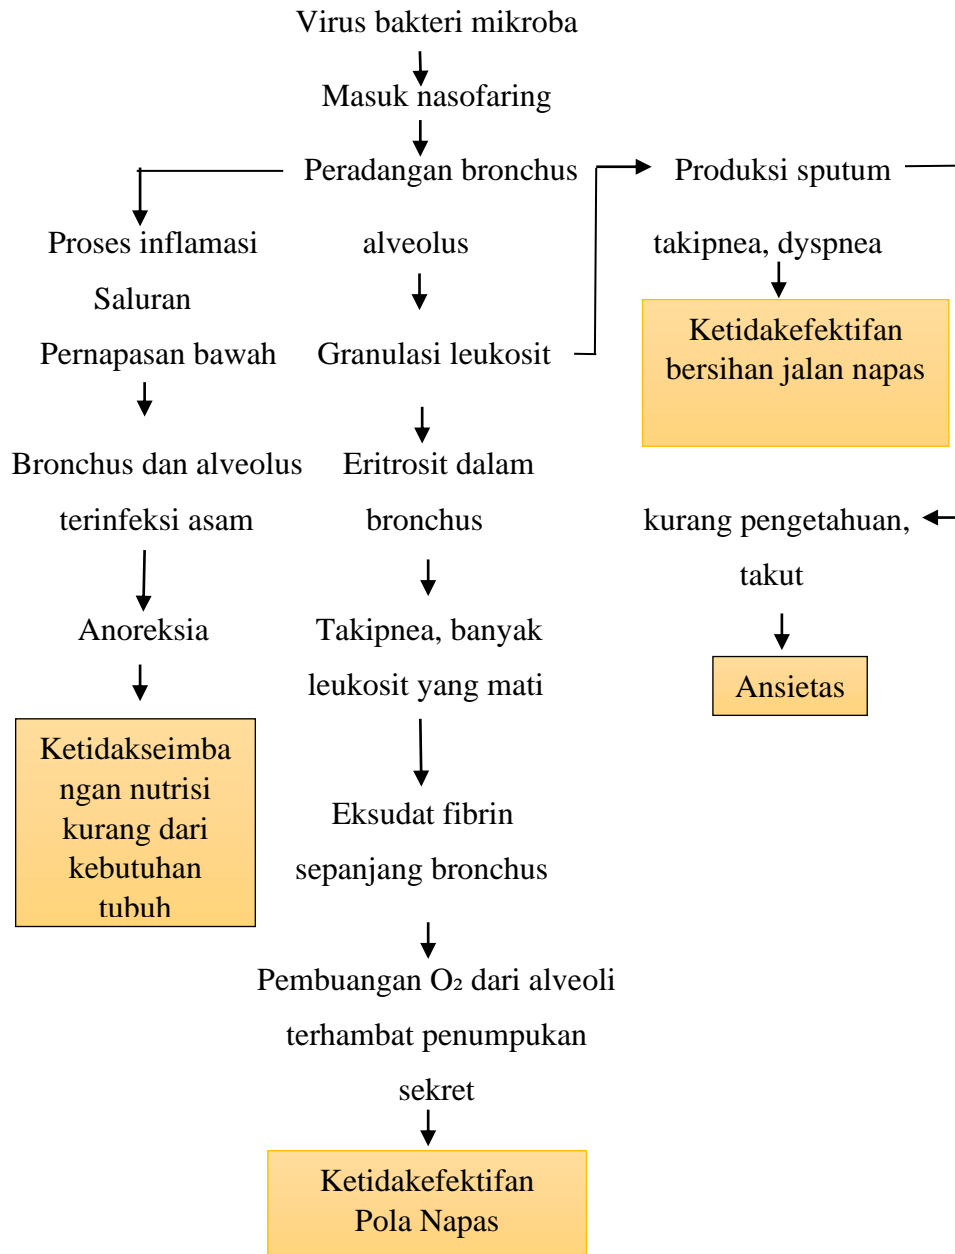 Virus bakteri mikroba
Masuk nasofaring
Peradangan bronchus
Produksi sputum
Proses inflamasi
Saluran
Pernapasan bawah
alveolus
takipnea, dyspnea
Ketidakefektifan
bersihan jalan napas
Granulasi leukosit
Bronchus dan alveolus
terinfeksi asam
Eritrosit dalam
bronchus
kurang pengetahuan,
takut
Anoreksia
Takipnea, banyak
leukosit yang mati
Ansietas
Ketidakseimba
ngan nutrisi
kurang dari
kebutuhan
tubuh
Eksudat fibrin
sepanjang bronchus
Pembuangan O₂ dari alveoli
terhambat penumpukan
sekret
Ketidakefektifan
Pola Napas